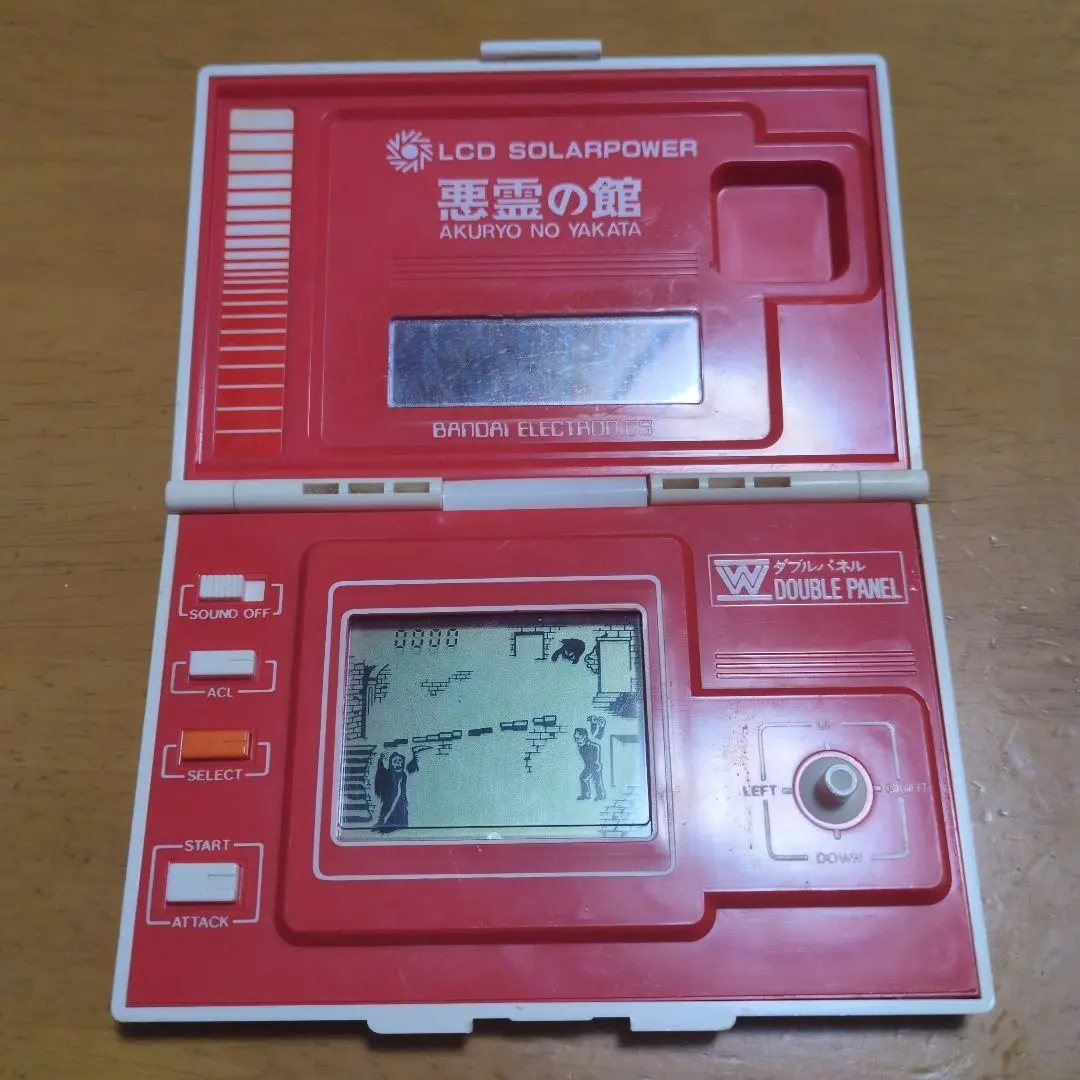 LCD SOLARPOWER
悪霊の館
AKURYO NO YAKATA
BANDAI ELECTRONICS
W ダブルパネル
DOUBLE PANEL
SOUND OFF
0000
ACL
SELECT
UP
LEFT
DOWN
START
ATTACK